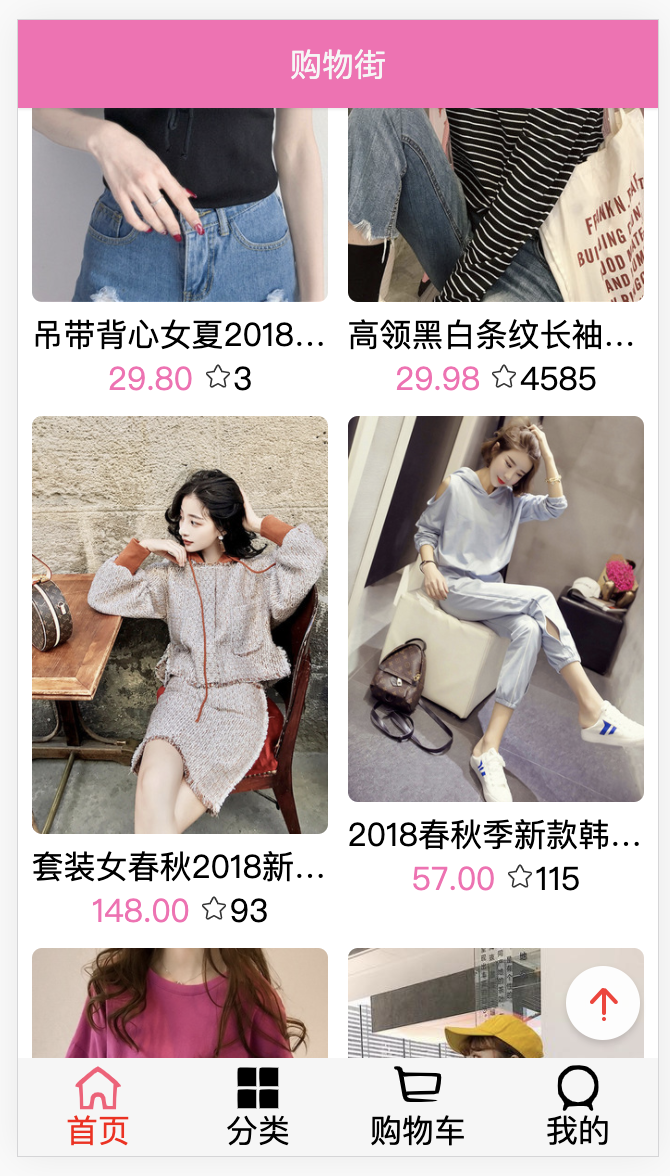 购物街
吊带背心女夏2018...
高领黑白条纹长袖...
29.80 ☆3
29.98 ☆4585
套装女春秋2018新...
148.00 ☆93
2018春秋季新款韩...
57.00 ☆115
首页
分类
购物车
我的